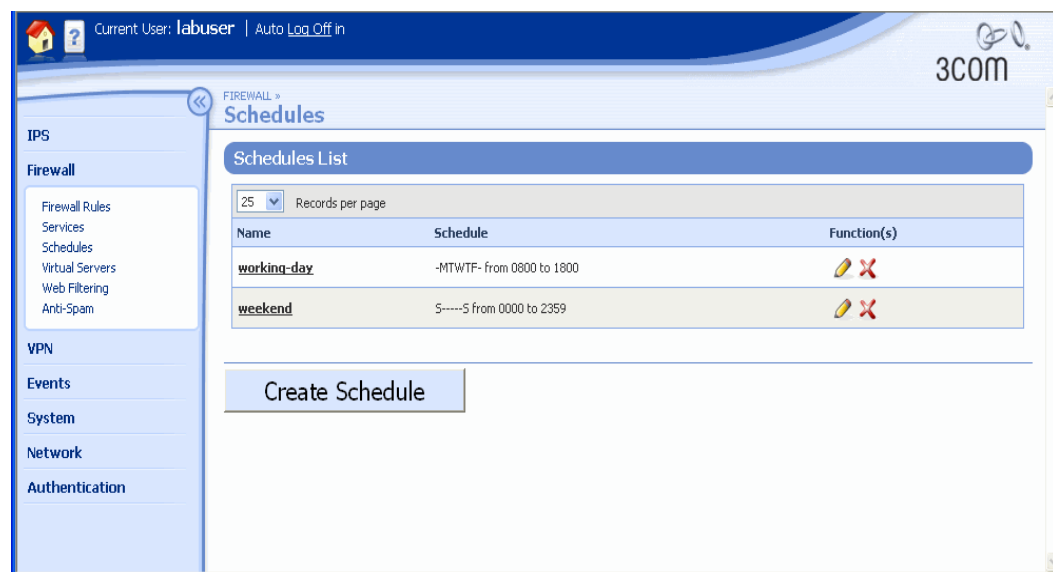 Current User: labuser | Auto Log Off in
3COM
FIREWALL »
Schedules
IPS
Firewall
Firewall Rules
Services
Schedules
Virtual Servers
Web Filtering
Anti-Spam
VPN
Events
System
Network
Authentication
Schedules List
25 Records per page
Name Schedule Function(s)
working-day -MTWTF- from 0800 to 1800
weekend S-----S from 0000 to 2359
Create Schedule